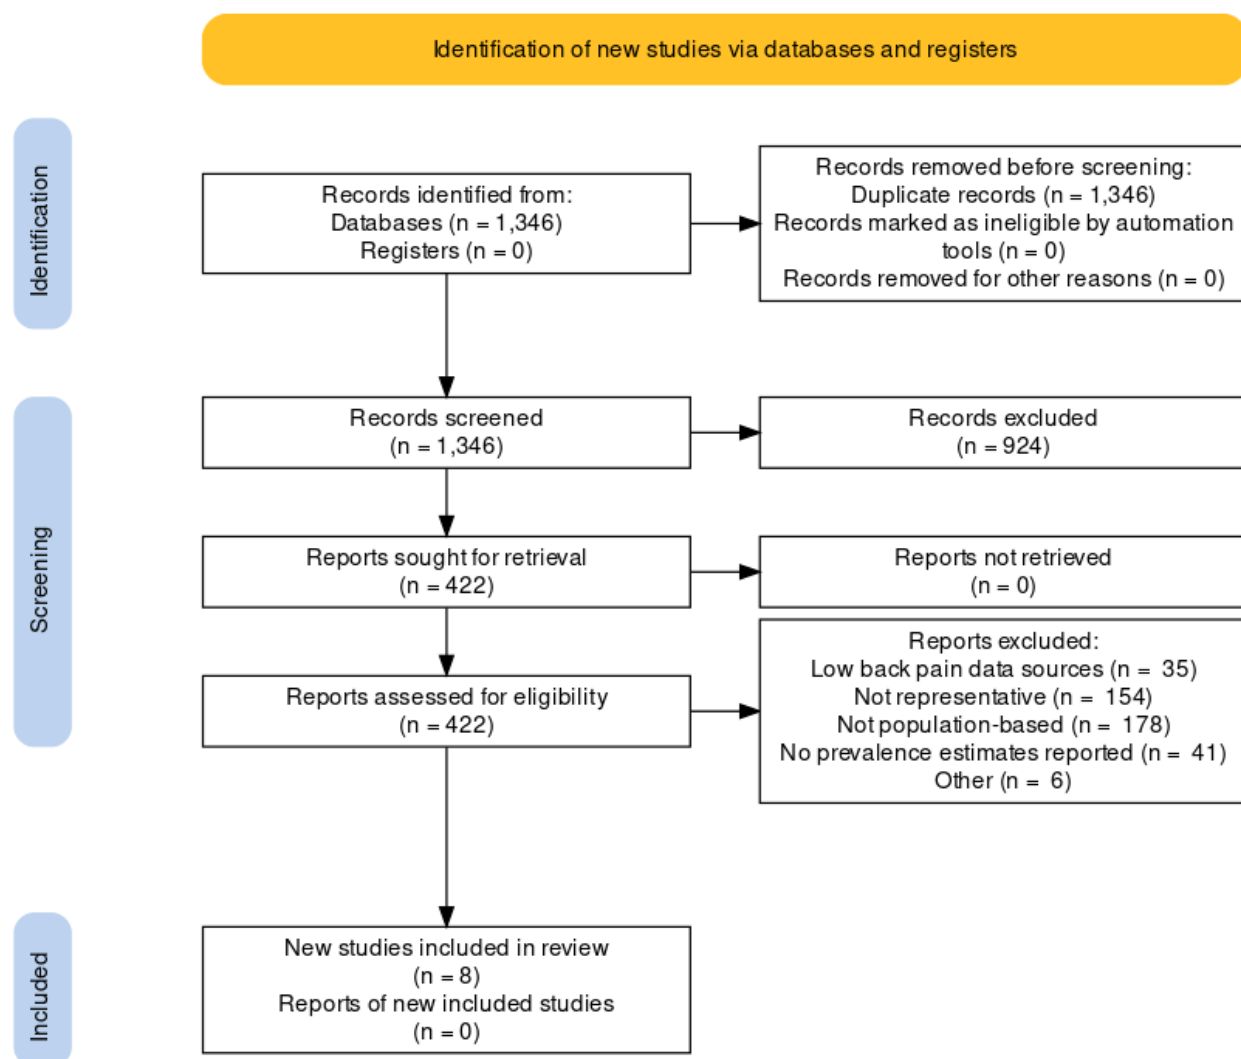 Identification of new studies via databases and registers
Identification
Records identified from:
Databases (n = 1,346)
Registers (n = 0)
Records removed before screening:
Duplicate records (n = 1,346)
Records marked as ineligible by automation
tools (n = 0)
Records removed for other reasons (n = 0)
Screening
Records screened
(n = 1,346)
Records excluded
(n = 924)
Reports sought for retrieval
(n = 422)
Reports not retrieved
(n = 0)
Reports assessed for eligibility
(n = 422)
Reports excluded:
Low back pain data sources (n = 35)
Not representative (n = 154)
Not population-based (n = 178)
No prevalence estimates reported (n = 41)
Other (n = 6)
Included
New studies included in review
(n = 8)
Reports of new included studies
(n = 0)